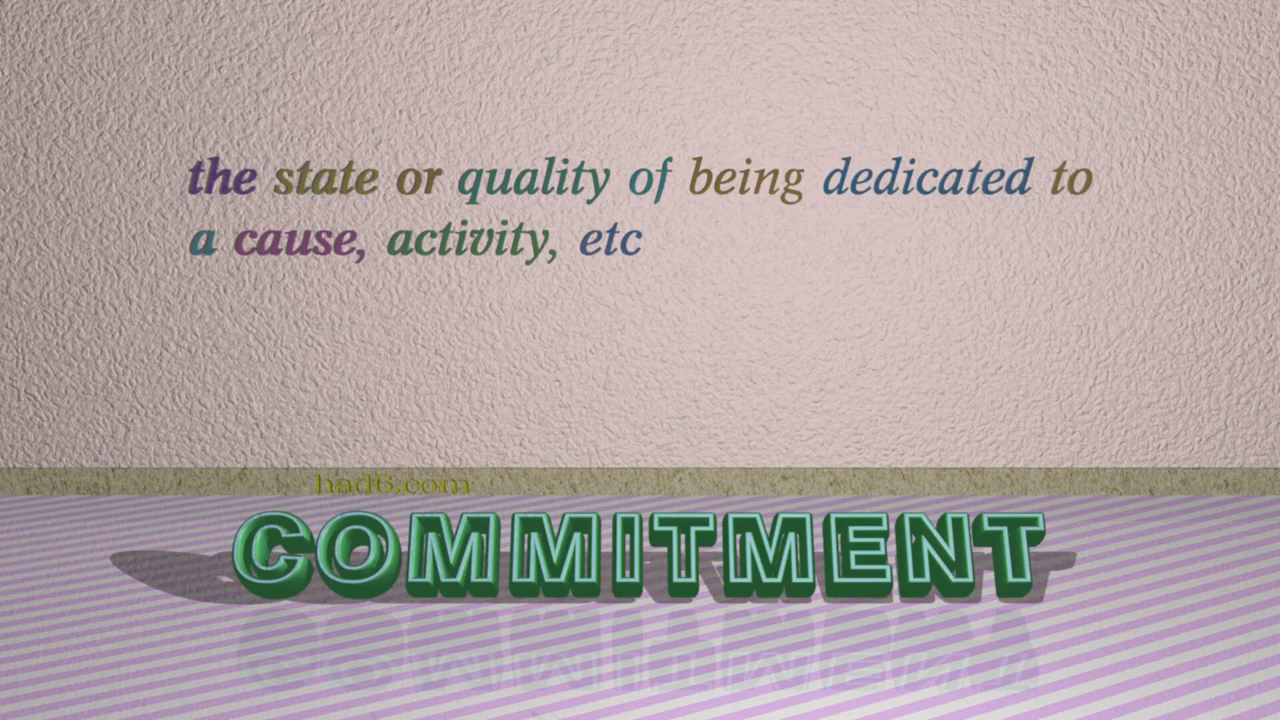 the state or quality of being dedicated to
a cause, activity, etc
had6.com
COMMITMENT